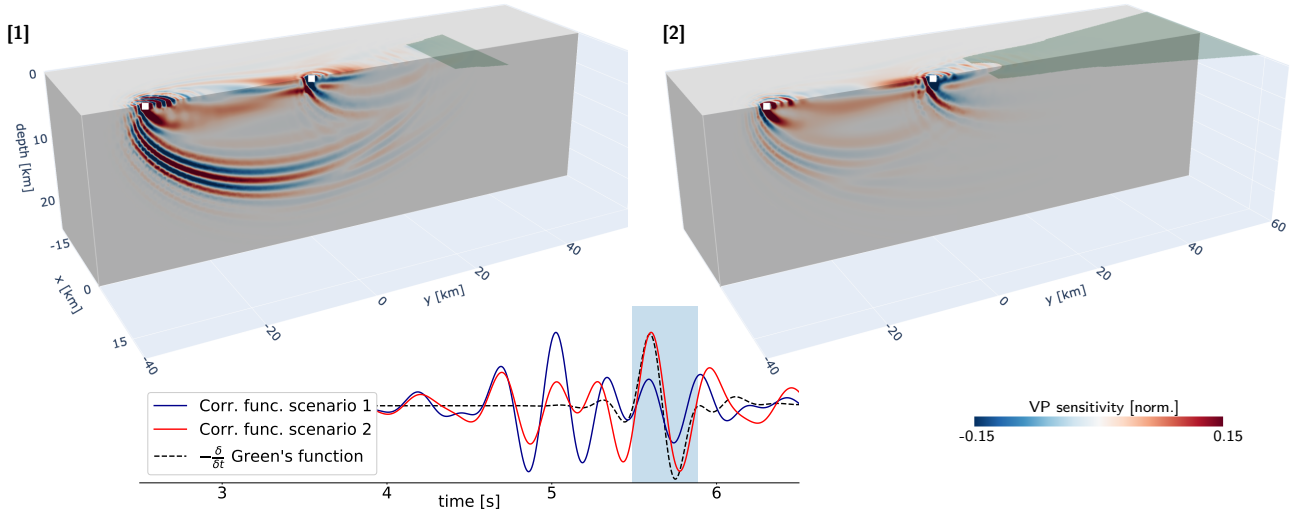 [1]
[2]
0
10
20
depth [km]
-15
0
15
x [km]
-40
-20
0
20
40
y [km]
-40
-20
0
20
40
60
y [km]
Corr. func. scenario 1
Corr. func. scenario 2
−δ/δt Green's function
3
4
5
6
time [s]
VP sensitivity [norm.]
-0.15
0.15